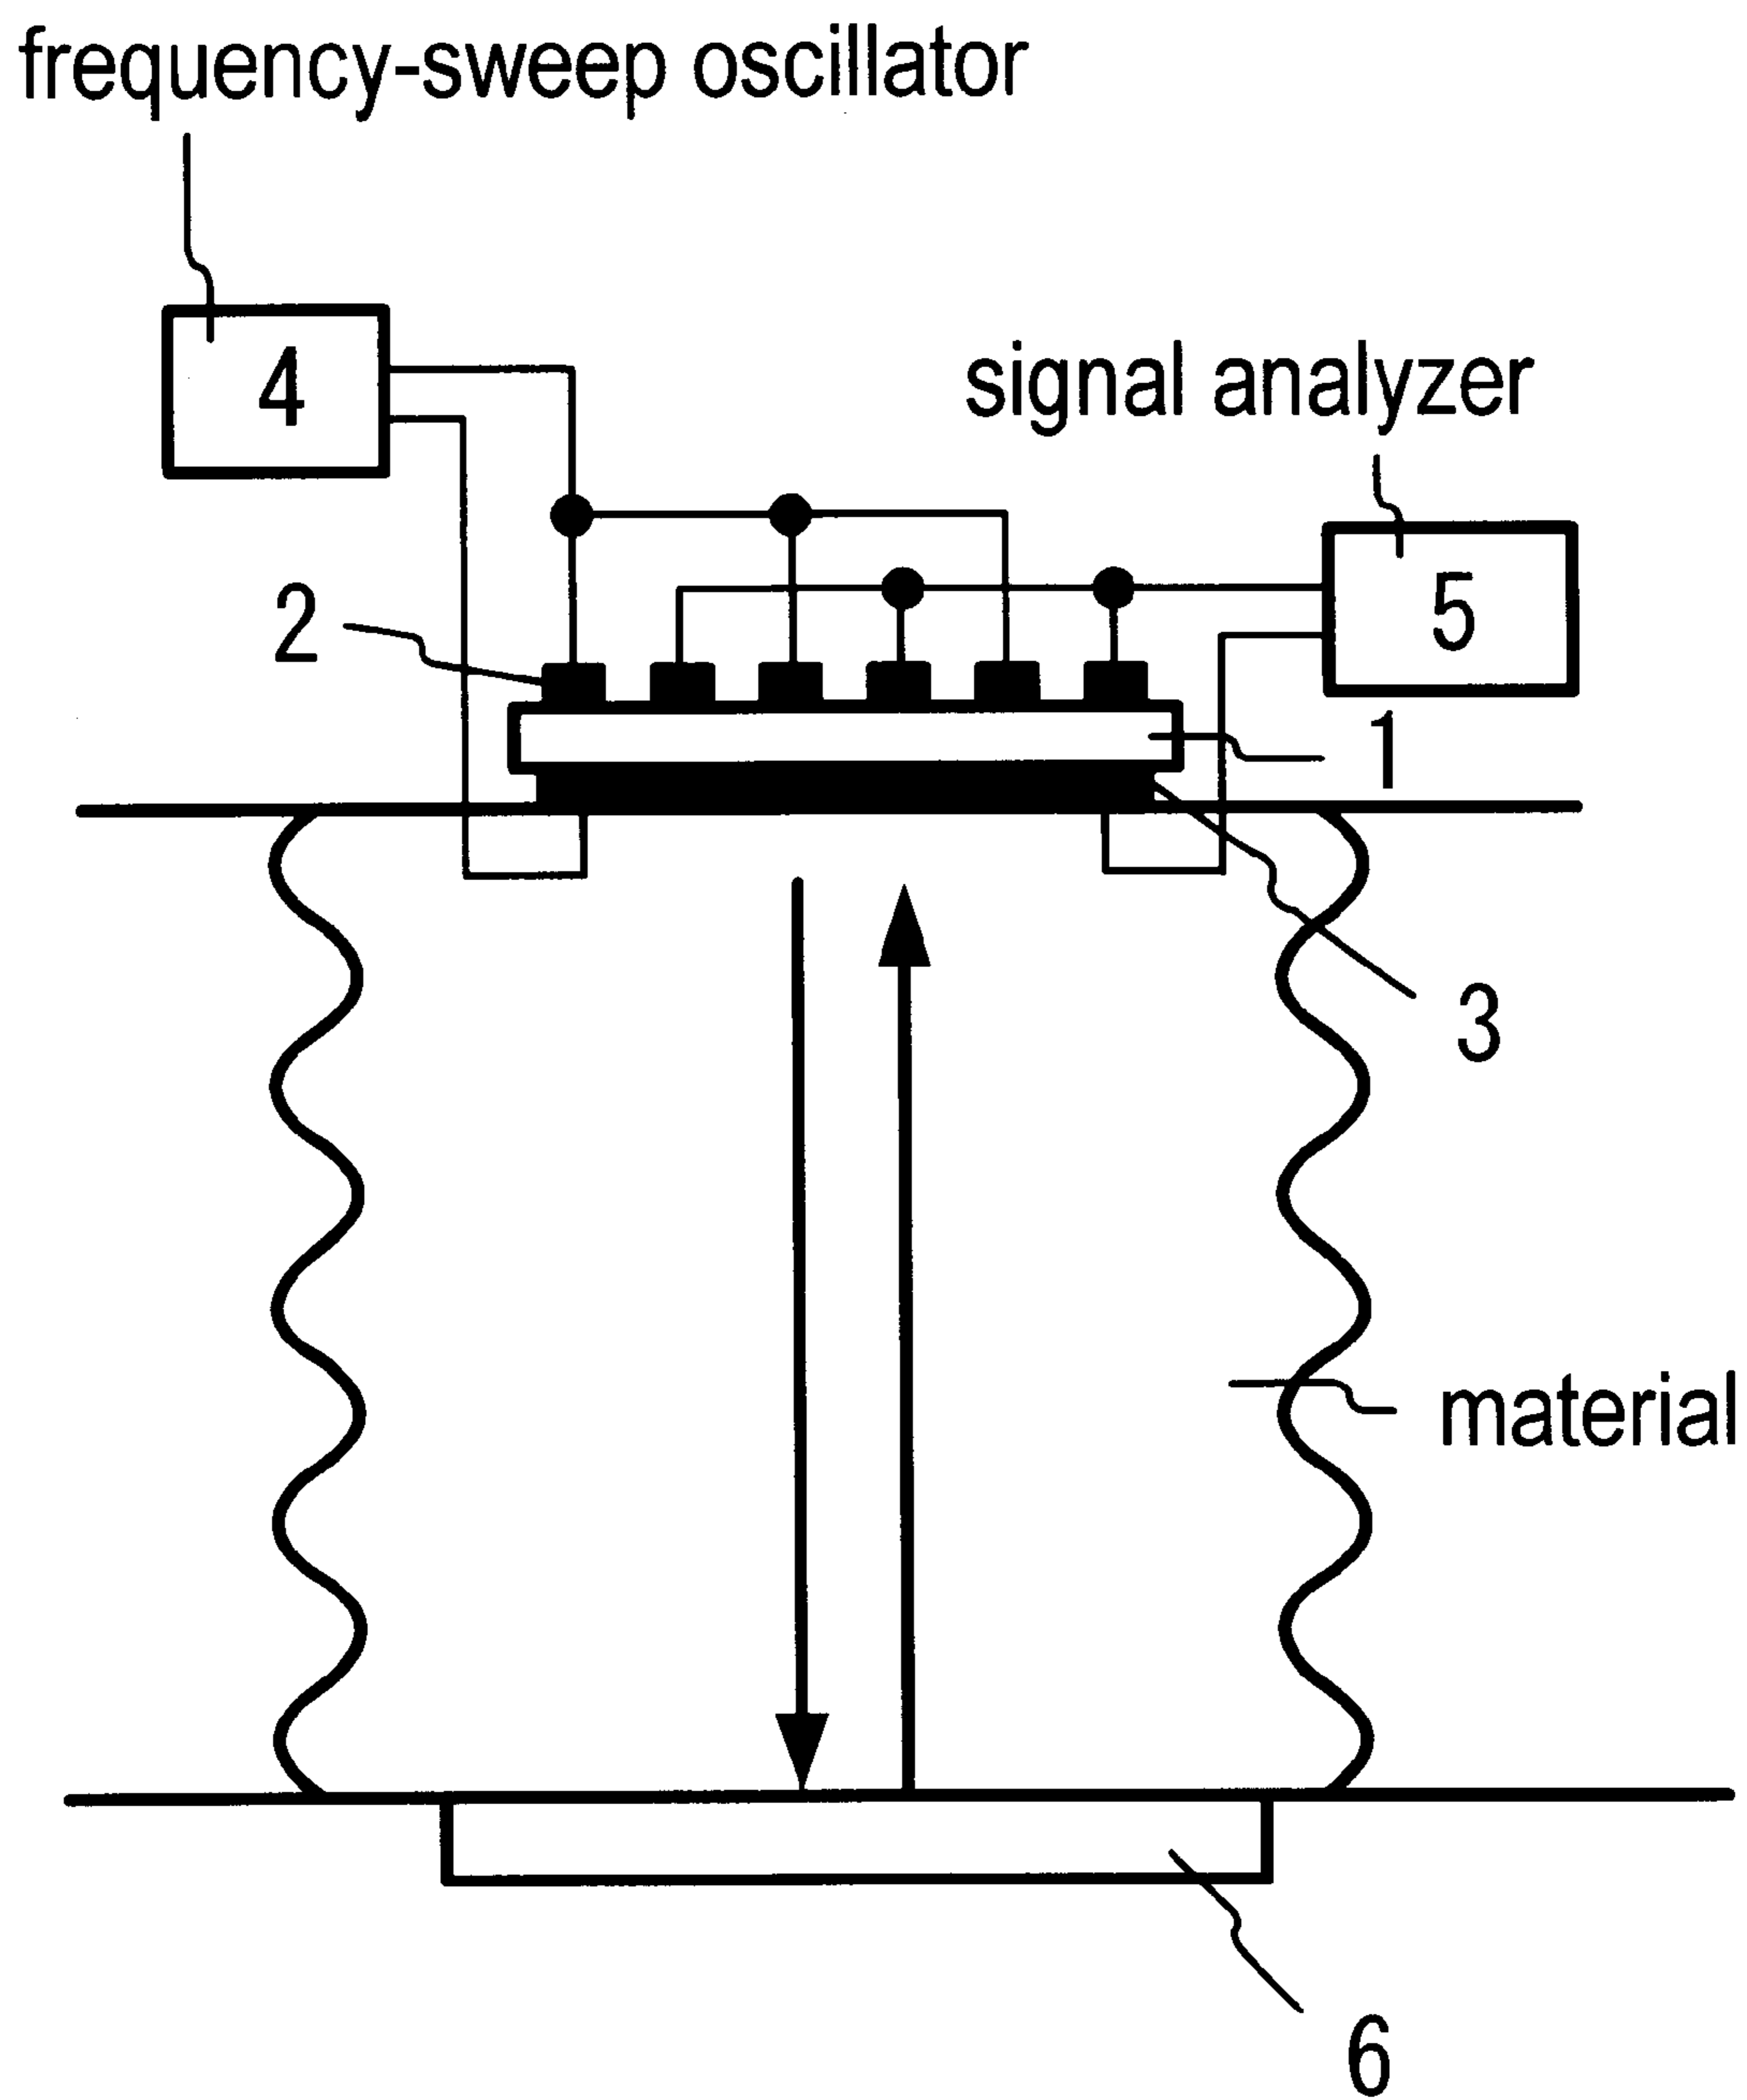 frequency-sweep oscillator
4
signal analyzer
5
2
1
3
material
6